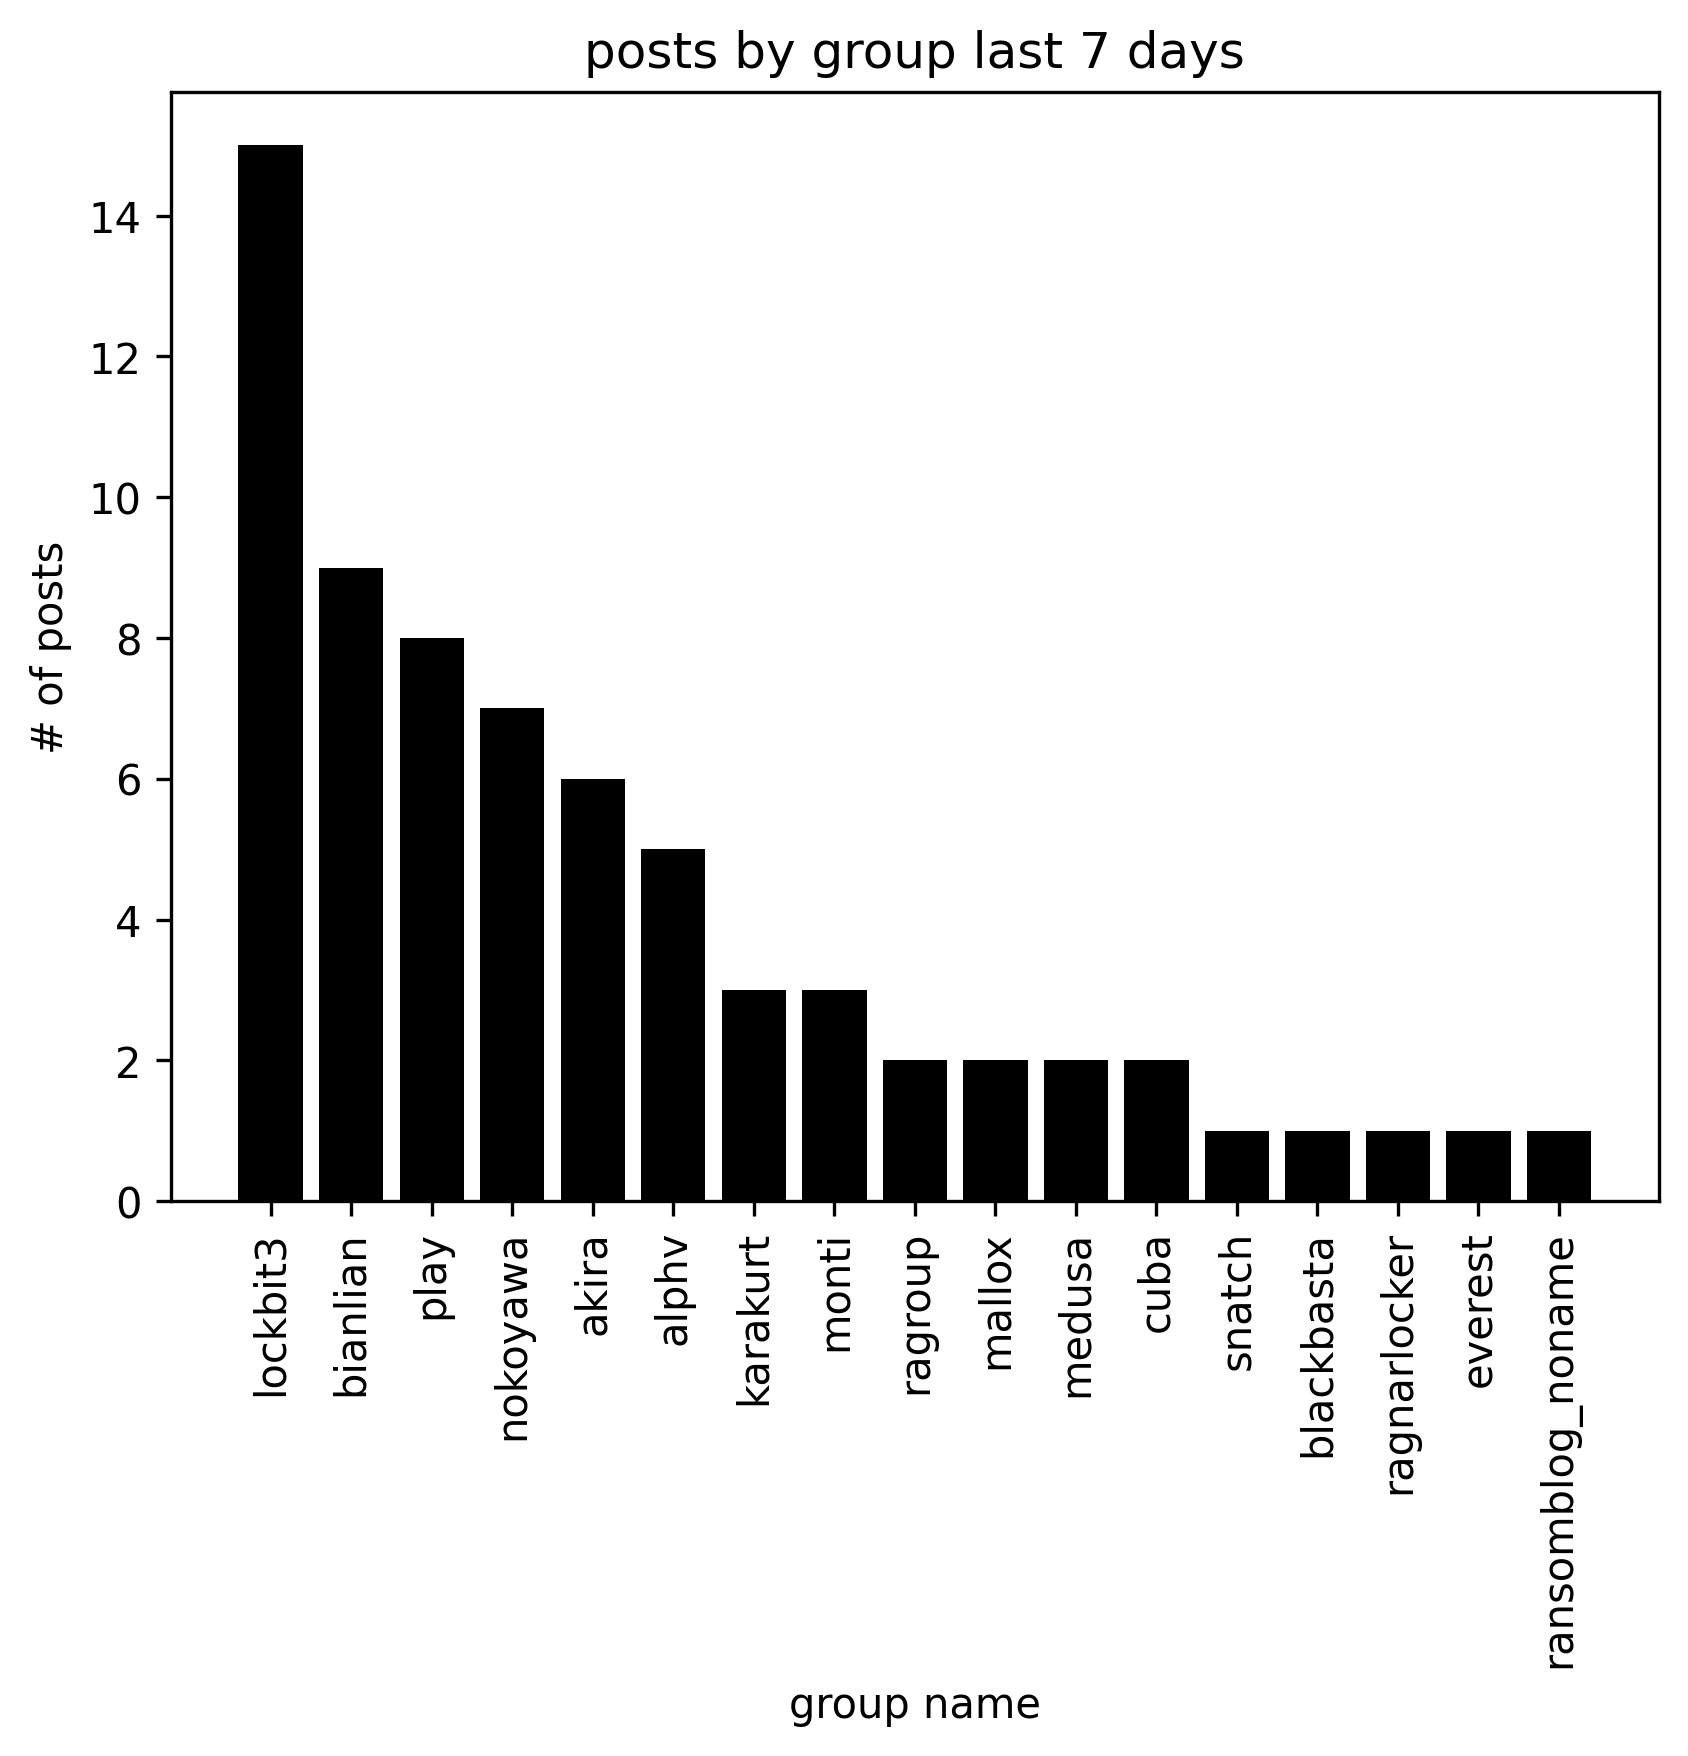 posts by group last 7 days
# of posts
14
12
10
8
6
4
2
0
lockbit3
bianlian
play
nokoyawa
akira
alphv
karakurt
monti
ragroup
mallox
medusa
cuba
snatch
blackbasta
ragnarlocker
everest
ransomblog_noname
group name